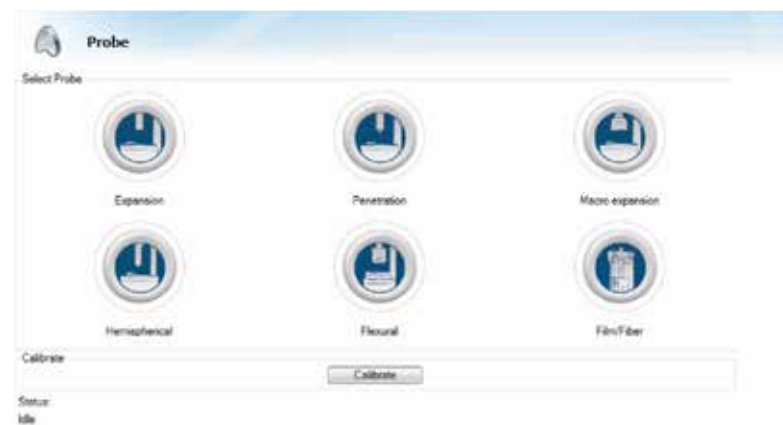 Probe
Select Probe
Expansion
Penetration
Macro expansion
Hemispherical
Flexural
Film/Fiber
Calibrate
Calibrate
Status:
Idle